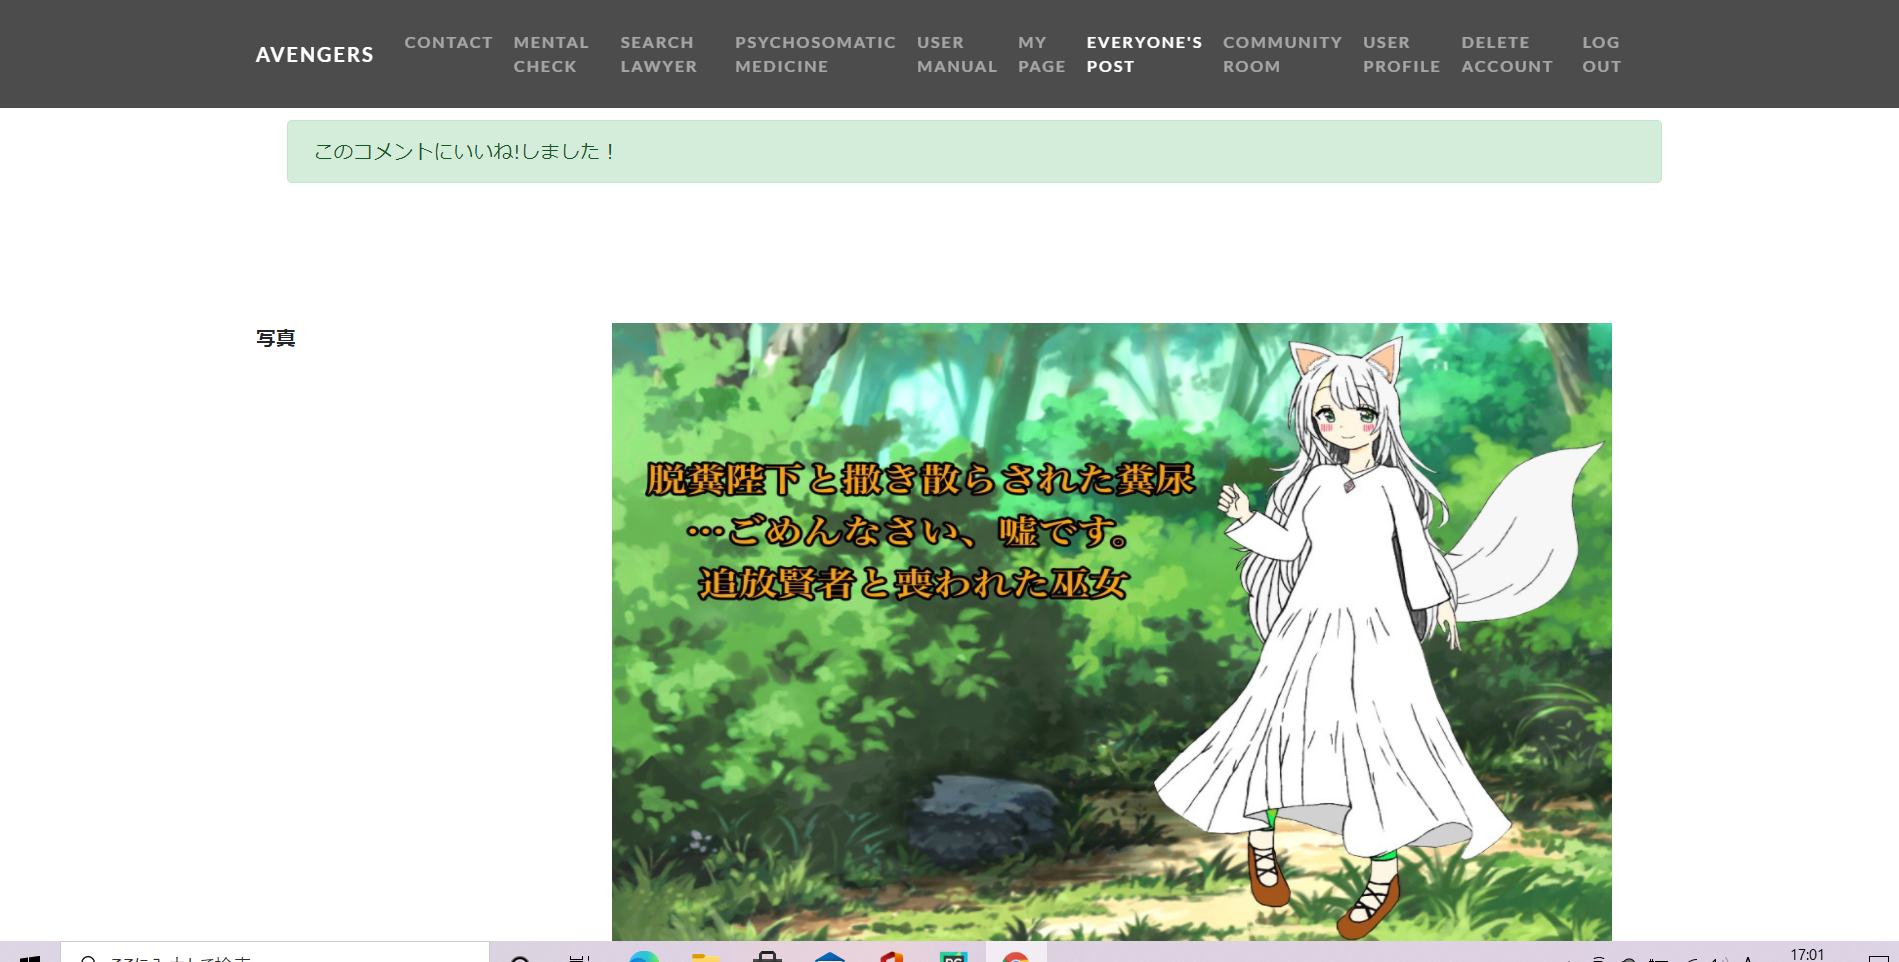 AVENGERS
CONTACT
MENTAL
CHECK
SEARCH
LAWYER
PSYCHOSOMATIC
MEDICINE
USER
MANUAL
MY
PAGE
EVERYONE'S
POST
COMMUNITY
ROOM
USER
PROFILE
DELETE
ACCOUNT
LOG
OUT
このコメントにいいね!しました！
写真
脱糞陛下と撒き散らされた糞尿
…ごめんなさい、嘘です。
追放賢者と喪われた巫女
17:01